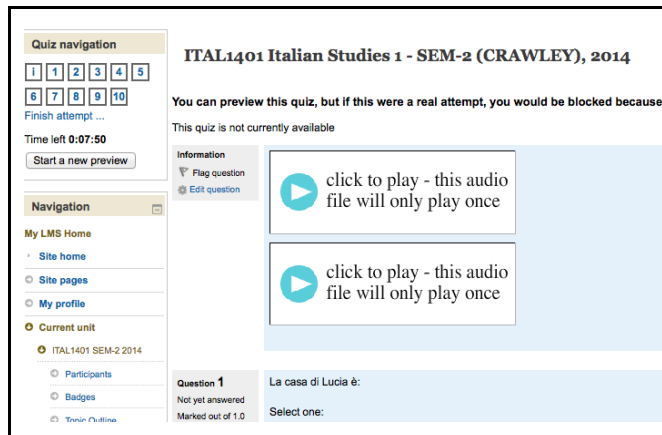 Quiz navigation
i 1 2 3 4 5
6 7 8 9 10
Finish attempt ...
Time left 0:07:50
Start a new preview
Navigation
My LMS Home
Site home
Site pages
My profile
Current unit
ITAL1401 SEM-2 2014
Participants
Badges
Topic Outline
ITAL1401 Italian Studies 1 - SEM-2 (CRAWLEY), 2014
You can preview this quiz, but if this were a real attempt, you would be blocked because
This quiz is not currently available
Information
Flag question
Edit question
click to play - this audio
file will only play once
click to play - this audio
file will only play once
Question 1
Not yet answered
Marked out of 1.0
La casa di Lucia è:
Select one: